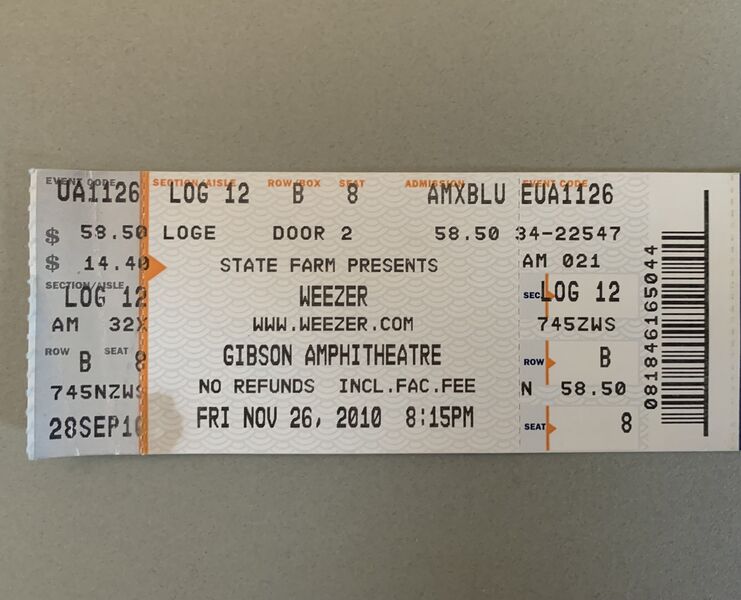 EVENT CODE
UA1126
$ 58.50
$ 14.40
SECTION/AISLE
LOG 12
AM 32X
ROW SEAT
B 8
745NZWS
28SEP10
SECTION/AISLE ROW/BOX SEAT ADMISSION
LOG 12 B 8 AMXBLU
LOGE DOOR 2 58.50
STATE FARM PRESENTS
WEEZER
WWW.WEEZER.COM
GIBSON AMPHITHEATRE
NO REFUNDS INCL.FAC.FEE
FRI NOV 26, 2010 8:15PM
EVENT CODE
EUA1126
34-22547
AM 021
SEC. LOG 12
745ZWS
ROW B
N 58.50
SEAT 8
081846165044